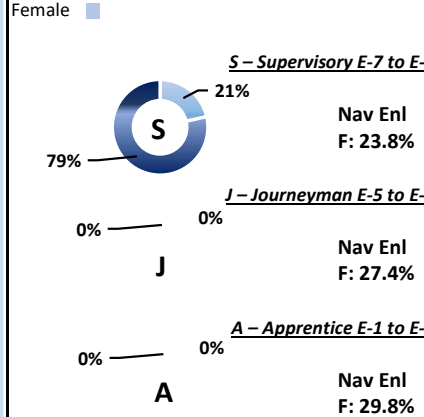 Female
S – Supervisory E-7 to E-
21%
S
Nav Enl
F: 23.8%
79%
J – Journeyman E-5 to E-
0%
0%
J
Nav Enl
F: 27.4%
A – Apprentice E-1 to E-
0%
0%
A
Nav Enl
F: 29.8%